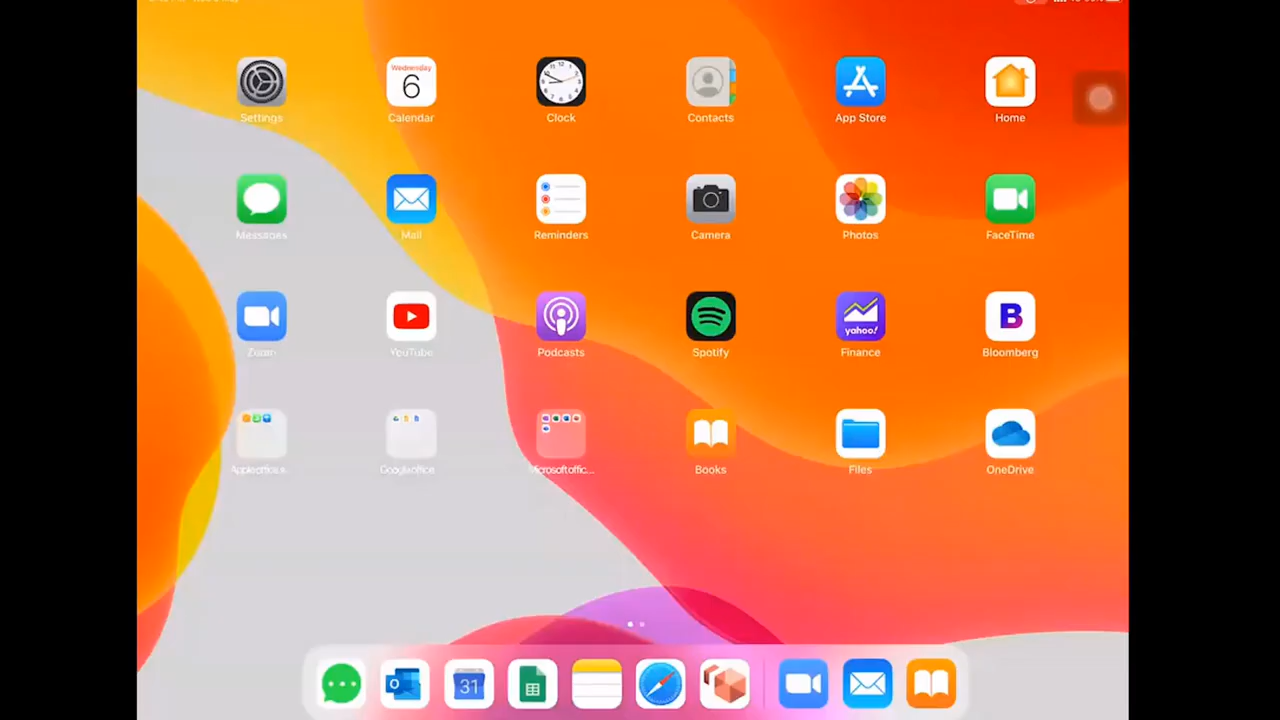 Settings
Wednesday
6
Calendar
Clock
Contacts
App Store
Home
Messages
Mail
Reminders
Camera
Photos
FaceTime
Zoom
YouTube
Podcasts
Spotify
yahoo!
Finance
B
Bloomberg
Books
Files
OneDrive
31